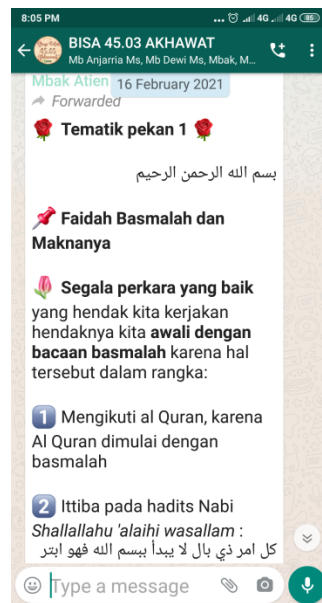 8:05 PM ... 4G 4G 85
BISA 45.03 AKHAWAT
Mb Anjarria Ms, Mb Dewi Ms, Mbak, M...
Mbak Atien
16 February 2021
Forwarded
🌹 Tematik pekan 1 🌹
بسم الله الرحمن الرحيم
📌 Faidah Basmalah dan
Maknanya
🌷 Segala perkara yang baik
yang hendak kita kerjakan
hendaknya kita awali dengan
bacaan basmalah karena hal
tersebut dalam rangka:
1 Mengikuti al Quran, karena
Al Quran dimulai dengan
basmalah
2 Ittiba pada hadits Nabi
Shallallahu 'alaihi wasallam :
كل امر ذي بال لا يبدأ ببسم الله فهو ابتر
Type a message